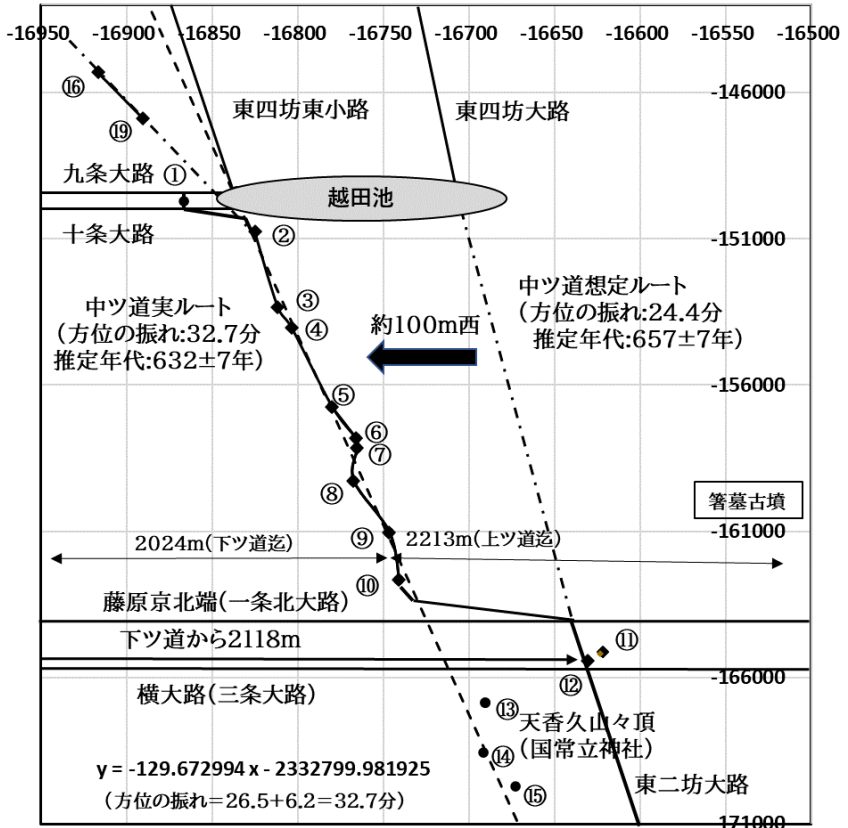 -16950 -16900 -16850 -16800 -16750 -16700 -16650 -16600 -16550 -16500
⑯
-146000
東四坊東小路
東四坊大路
⑲
九条大路 ①
越田池
十条大路
②
-151000
中ツ道実ルート
(方位の振れ:32.7分
推定年代:632±7年)
③
④
約100m西
中ツ道想定ルート
(方位の振れ:24.4分
推定年代:657±7年)
-156000
⑤
⑥
⑦
⑧
箸墓古墳
-161000
⑨
2024m(下ツ道迄)
2213m(上ツ道迄)
⑩
藤原京北端(一条北大路)
下ツ道から2118m
⑪
⑫
-166000
横大路(三条大路)
⑬
天香久山々頂
(国常立神社)
⑭
y = -129.672994 x - 2332799.981925
(方位の振れ=26.5+6.2=32.7分)
⑮
東二坊大路
-171000